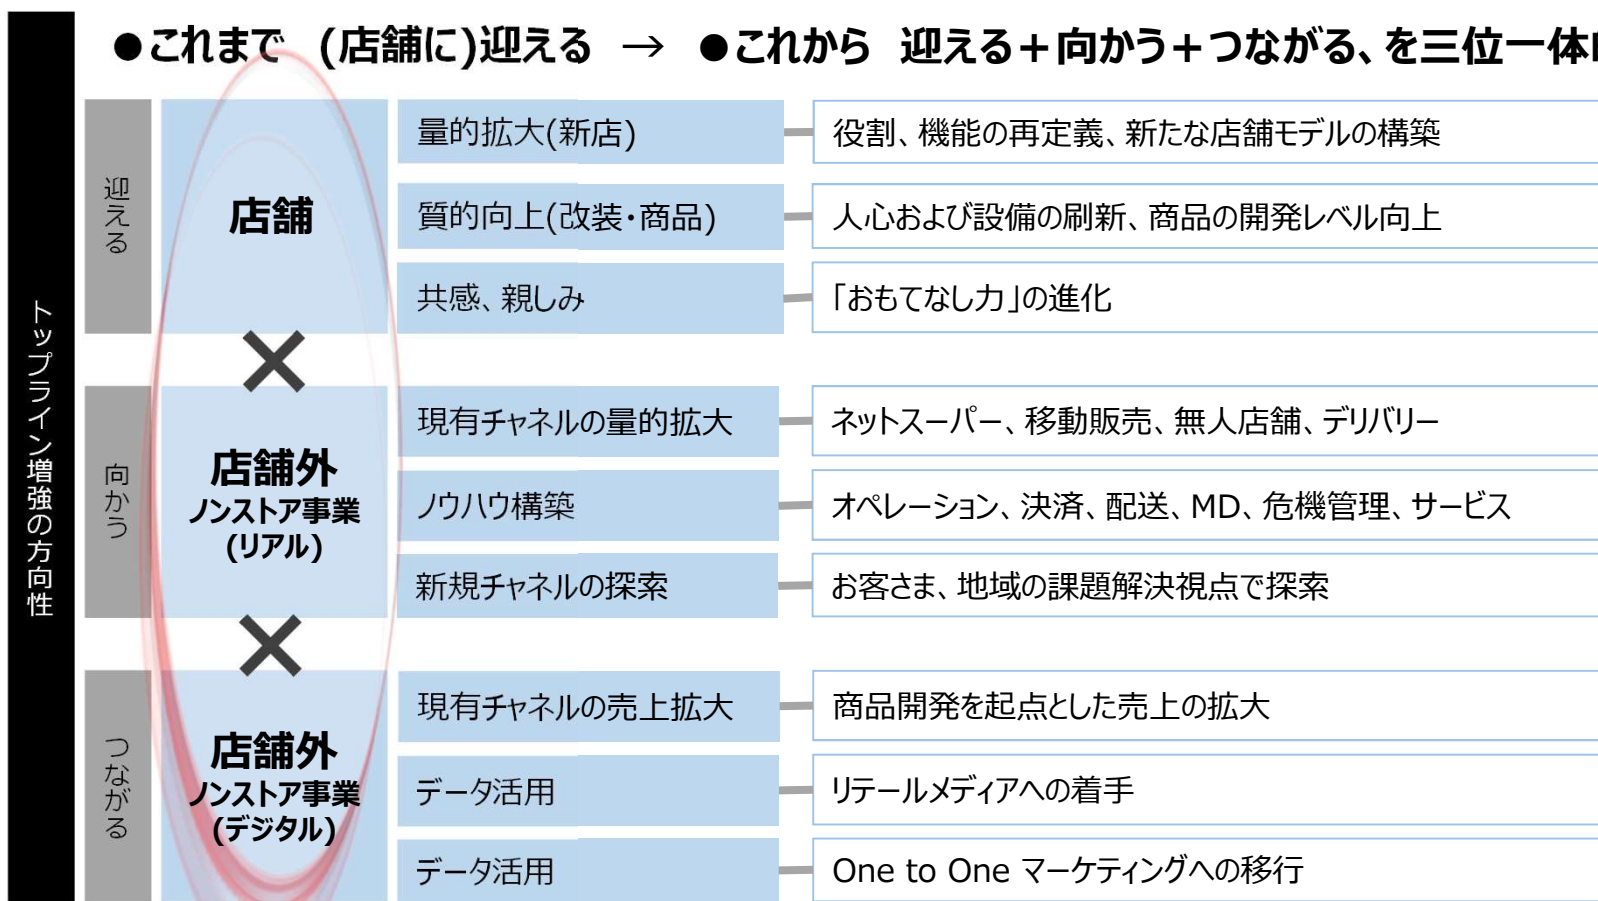 ●これまで (店舗に)迎える → ●これから 迎える+向かう+つながる、を三位一体
トップライン増強の方向性
迎える
店舗
量的拡大(新店)
役割、機能の再定義、新たな店舗モデルの構築
質的向上(改装・商品)
人心および設備の刷新、商品の開発レベル向上
共感、親しみ
「おもてなし力」の進化
×
向かう
店舗外
ノンストア事業
(リアル)
現有チャネルの量的拡大
ネットスーパー、移動販売、無人店舗、デリバリー
ノウハウ構築
オペレーション、決済、配送、MD、危機管理、サービス
新規チャネルの探索
お客さま、地域の課題解決視点で探索
×
つながる
店舗外
ノンストア事業
(デジタル)
現有チャネルの売上拡大
商品開発を起点とした売上の拡大
データ活用
リテールメディアへの着手
データ活用
One to One マーケティングへの移行